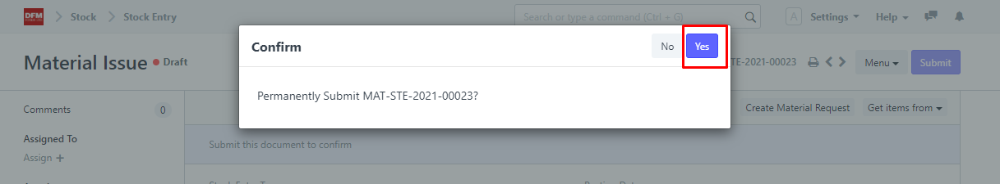 DFM
Stock
Stock Entry
Search or type a command (Ctrl + G)
A
Settings
Help
Confirm
No
Yes
Material Issue
Draft
TE-2021-00023
Menu
Submit
Permanently Submit MAT-STE-2021-00023?
Comments
0
Create Material Request
Get items from
Assigned To
Submit this document to confirm
Assign +